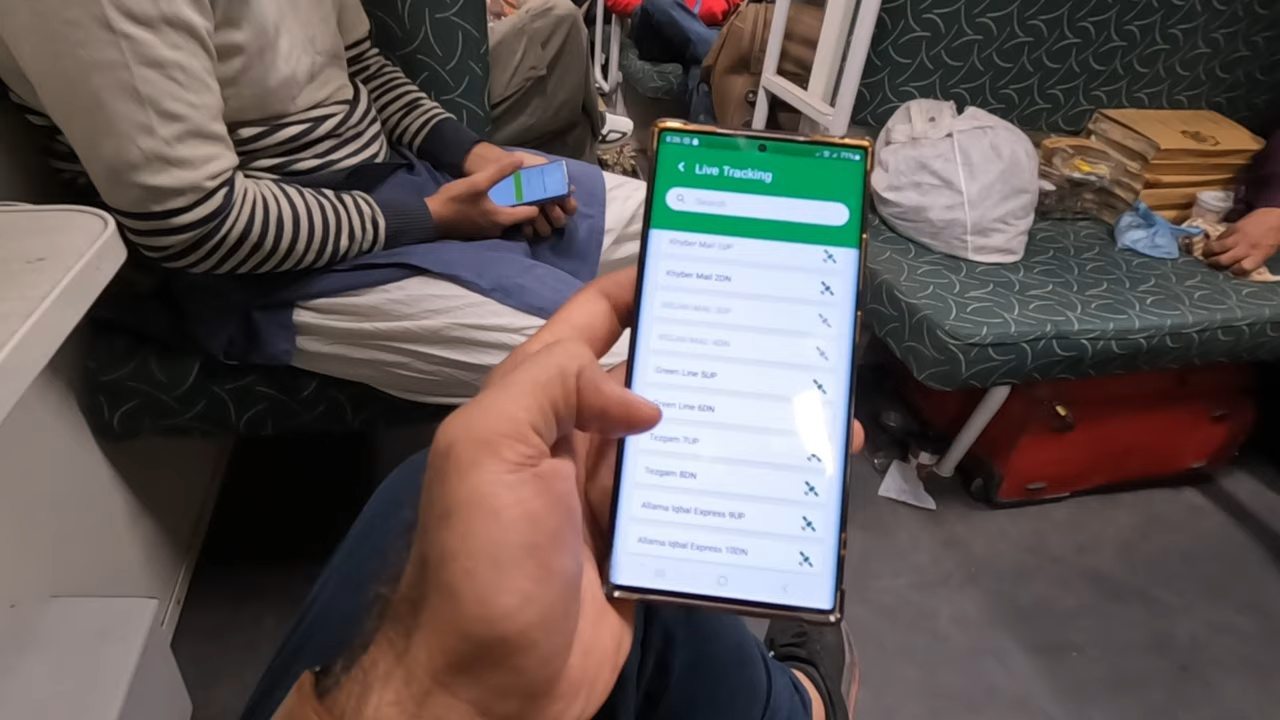 Live Tracking
Search
Khyber Mail 1UP
Khyber Mail 2DN
Green Line 5UP
Green Line 6DN
Tezgam 7UP
Tezgam 8DN
Allama Iqbal Express 9UP
Allama Iqbal Express 10DN